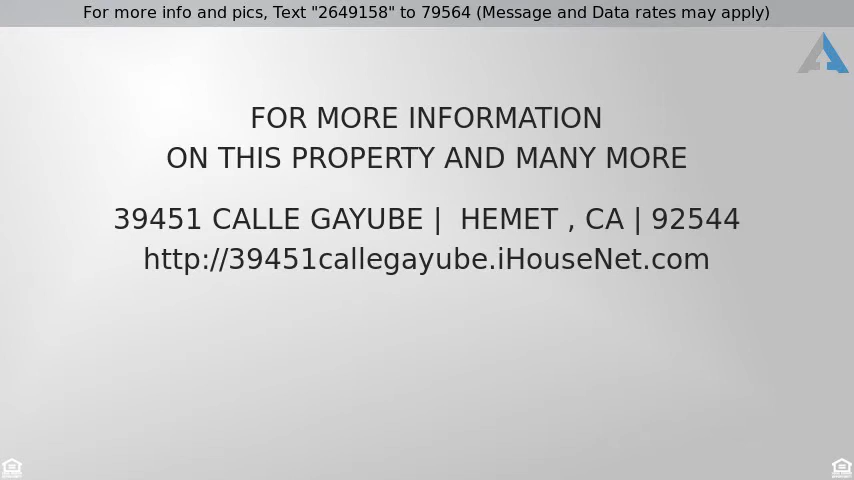 For more info and pics, Text "2649158" to 79564 (Message and Data rates may apply)
FOR MORE INFORMATION
ON THIS PROPERTY AND MANY MORE
39451 CALLE GAYUBE |  HEMET , CA | 92544
http://39451callegayube.iHouseNet.com